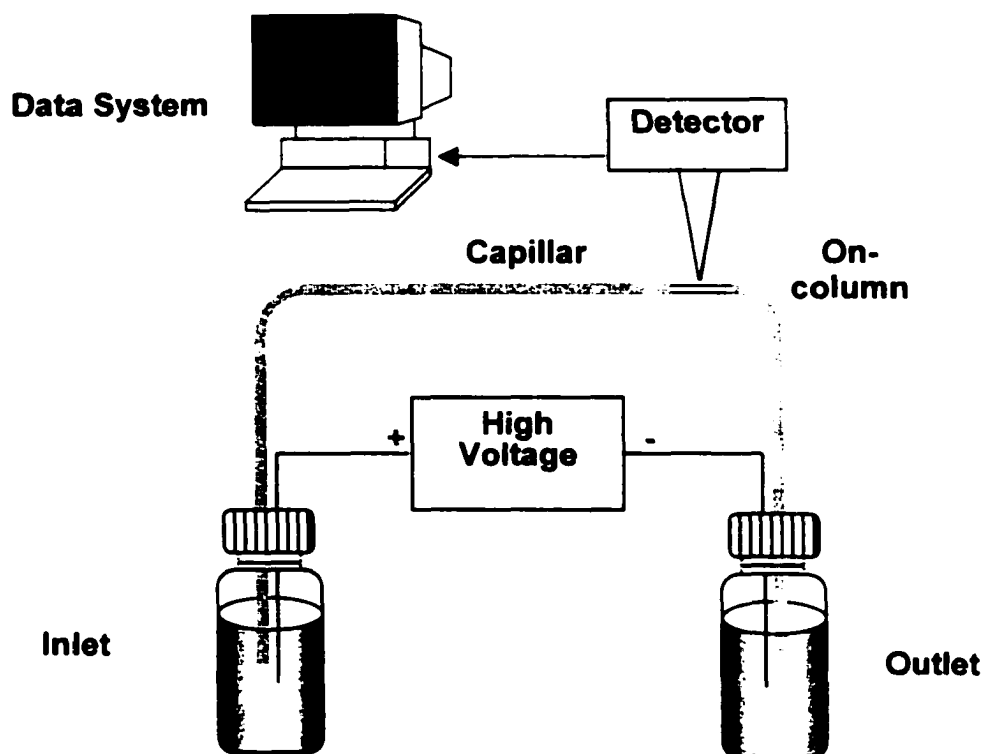 Data System
Detector
Capillar
On-
column
+
High
Voltage
-
Inlet
Outlet